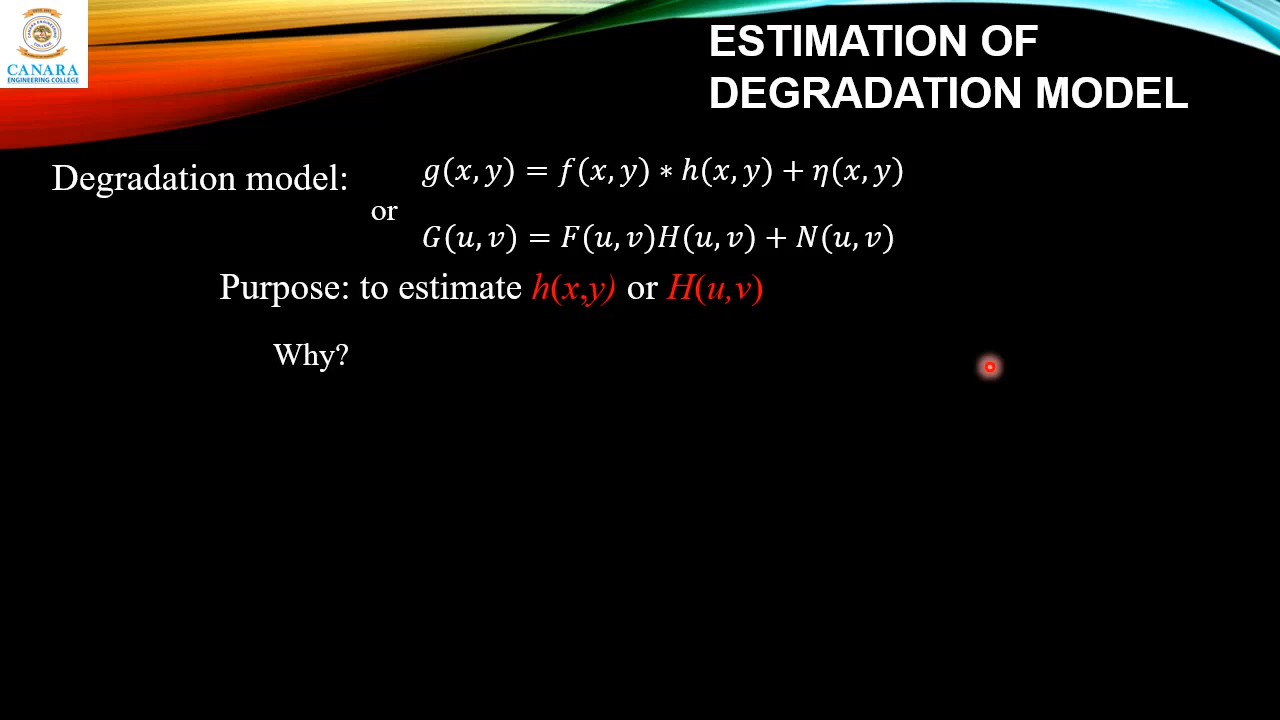 CANARA
ENGINEERING COLLEGE
ESTIMATION OF
DEGRADATION MODEL
Degradation model:
g(x, y) = f(x, y) ∗ h(x, y) + η(x, y)
or
G(u, v) = F(u, v)H(u, v) + N(u, v)
Purpose: to estimate h(x,y) or H(u,v)
Why?